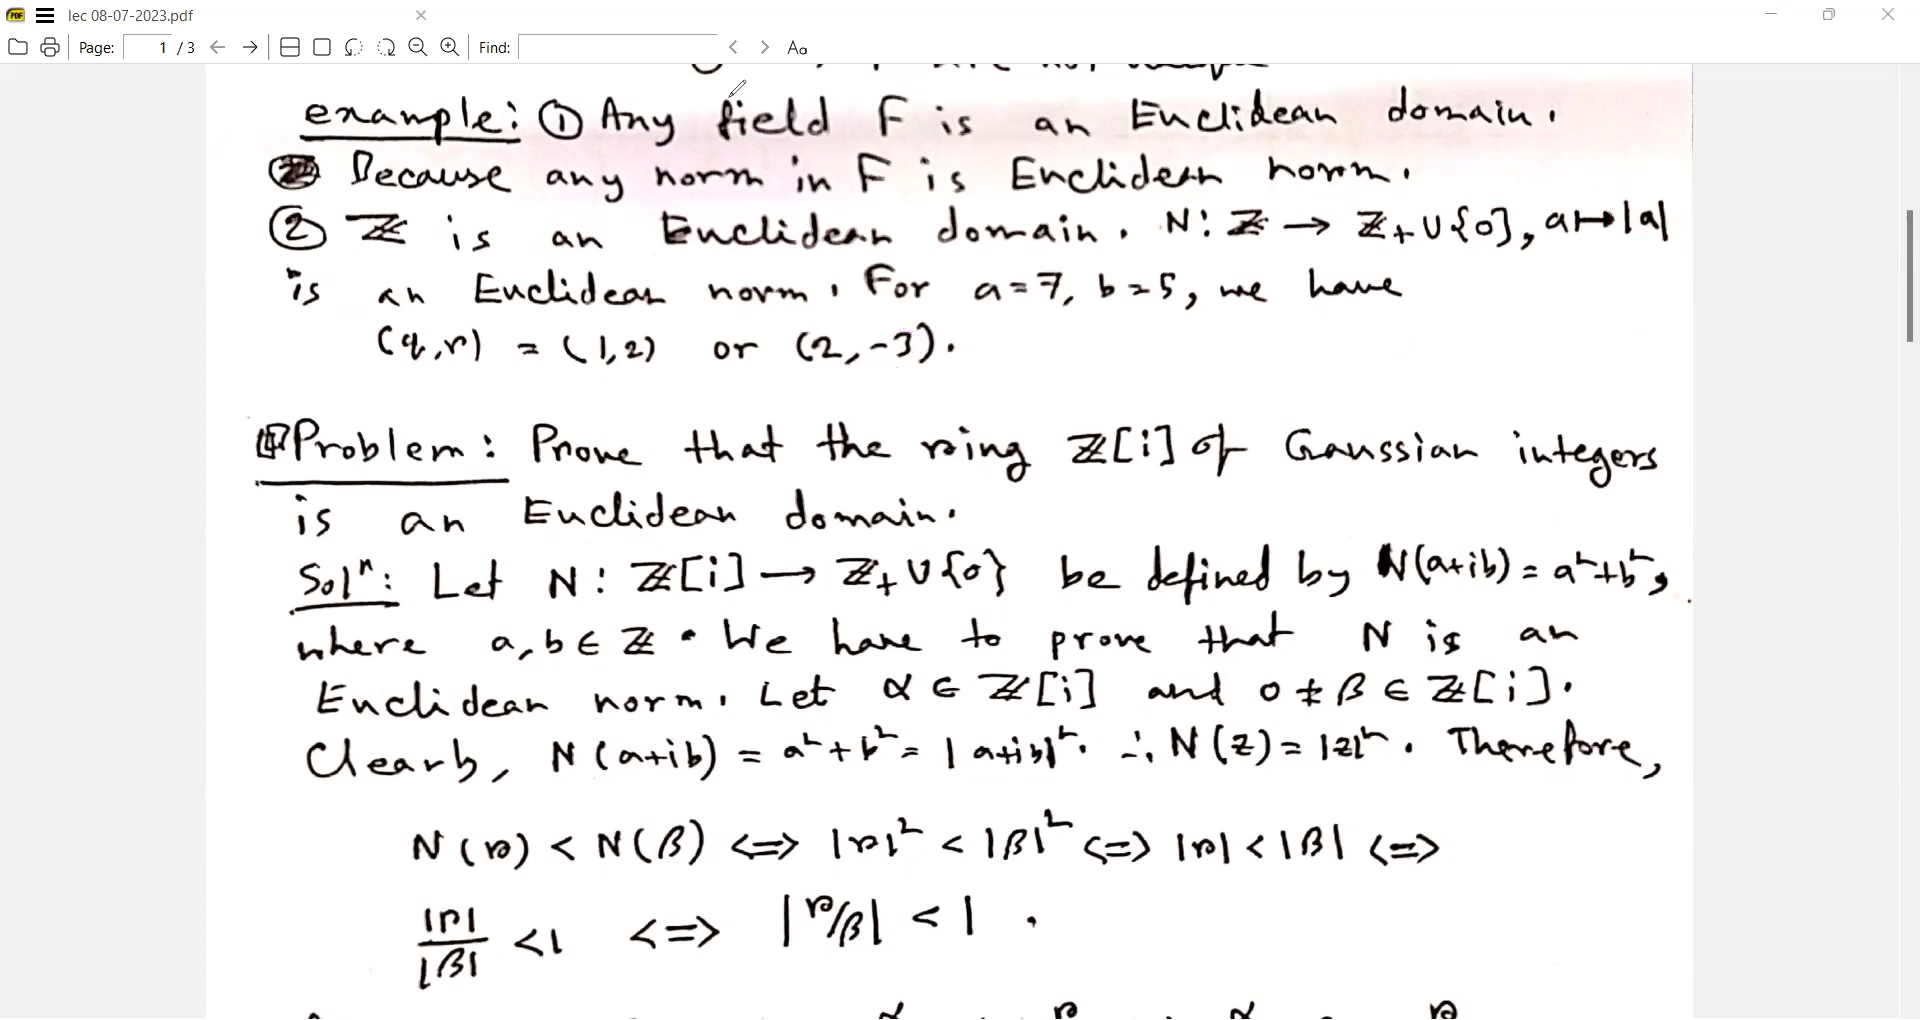 lec 08-07-2023.pdf
Page: 1 / 3 Find: Aa
example: ① Any field F is an Euclidean domain.
Because any norm in F is Euclidean norm.
② ℤ is an Euclidean domain. N: ℤ → ℤ₊ ∪ {0}, a ↦ |a|
is an Euclidean norm. For a = 7, b = 5, we have
(q, r) = (1, 2) or (2, -3).
Problem: Prove that the ring ℤ[i] of Gaussian integers
is an Euclidean domain.
Solⁿ: Let N: ℤ[i] → ℤ₊ ∪ {0} be defined by N(a+ib) = a² + b²,
where a, b ∈ ℤ. We have to prove that N is an
Euclidean norm. Let α ∈ ℤ[i] and 0 ≠ β ∈ ℤ[i].
Clearly, N(a+ib) = a² + b² = |a+ib|². ∴ N(z) = |z|². Therefore,
N(r) < N(β) <=> |r|² < |β|² <=> |r| < |β| <=>
|r|/|β| < 1 <=> |r/β| < 1.